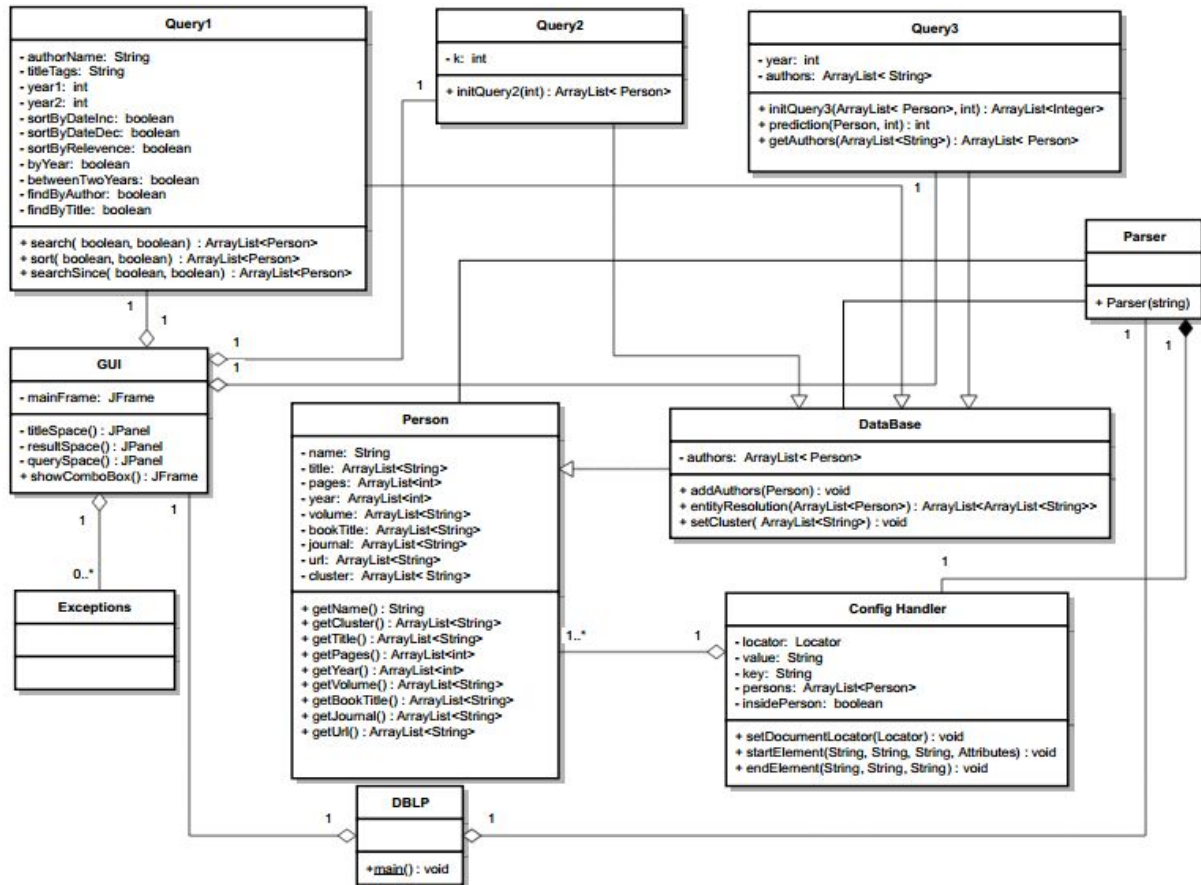 Query1
- authorName: String
- titleTags: String
- year1: int
- year2: int
- sortByDateInc: boolean
- sortByDateDec: boolean
- sortByRelevence: boolean
- byYear: boolean
- betweenTwoYears: boolean
- findByAuthor: boolean
- findByTitle: boolean
+ search( boolean, boolean) : ArrayList<Person>
+ sort( boolean, boolean) : ArrayList<Person>
+ searchSince( boolean, boolean) : ArrayList<Person>
Query2
- k: int
+ initQuery2(int) : ArrayList< Person>
Query3
- year: int
- authors: ArrayList< String>
+ initQuery3(ArrayList< Person>, int) : ArrayList<Integer>
+ prediction(Person, int) : int
+ getAuthors(ArrayList<String>) : ArrayList< Person>
1
1
Parser
+ Parser(string)
1
1
1
1
1
1
GUI
- mainFrame: JFrame
- titleSpace() : JPanel
- resultSpace() : JPanel
- querySpace() : JPanel
+ showComboBox() : JFrame
1
1
0..*
Exceptions
Person
- name: String
- title: ArrayList<String>
- pages: ArrayList<int>
- year: ArrayList<int>
- volume: ArrayList<String>
- bookTitle: ArrayList<String>
- journal: ArrayList<String>
- url: ArrayList<String>
- cluster: ArrayList< String>
+ getName() : String
+ getCluster() : ArrayList<String>
+ getTitle() : ArrayList<String>
+ getPages() : ArrayList<int>
+ getYear() : ArrayList<int>
+ getVolume() : ArrayList<String>
+ getBookTitle() : ArrayList<String>
+ getJournal() : ArrayList<String>
+ getUrl() : ArrayList<String>
DataBase
- authors: ArrayList< Person>
+ addAuthors(Person) : void
+ entityResolution(ArrayList<Person>) : ArrayList<ArrayList<String>>
+ setCluster( ArrayList<String>) : void
1
1..*
1
Config Handler
- locator: Locator
- value: String
- key: String
- persons: ArrayList<Person>
- insidePerson: boolean
+ setDocumentLocator(Locator) : void
+ startElement(String, String, String, Attributes) : void
+ endElement(String, String, String) : void
1
1
DBLP
+main() : void